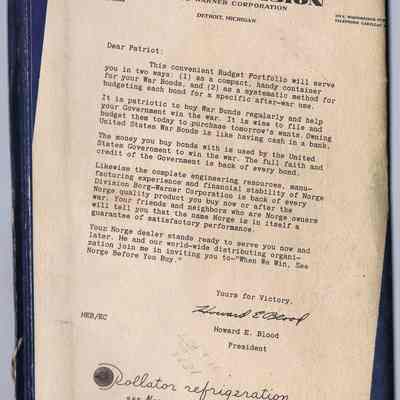 WARNER CORPORATION
DETROIT, MICHIGAN
Dear Patriot:
This convenient Budget Portfolio will serve
you in two ways: (1) as a compact, handy container
for your War Bonds, and (2) as a systematic method for
budgeting each bond for a specific after-war use.
It is patriotic to buy War Bonds regularly and help
your Government win the war. It is wise to file and
budget them today to purchase tomorrow's wants. Owning
United States War Bonds is like having cash in a bank.
The money you buy bonds with is used by the United
States Government to win the war. The full faith and
credit of the Government is back of every bond.
Likewise the complete engineering resources, manu-
facturing experience and financial stability of Norge
Division Borg-Warner Corporation is back of every
Norge quality product you buy now or after the
war. Your friends and neighbors who are Norge owners
will tell you that the name Norge is in itself a
guarantee of satisfactory performance.
Your Norge dealer stands ready to serve you now and
later. He and our world-wide distributing organi-
zation join me in inviting you to-"When We Win, See
Norge Before You Buy."
Yours for Victory,
Howard E Blood
HEB/EC
Howard E. Blood
President
Rollator refrigeration